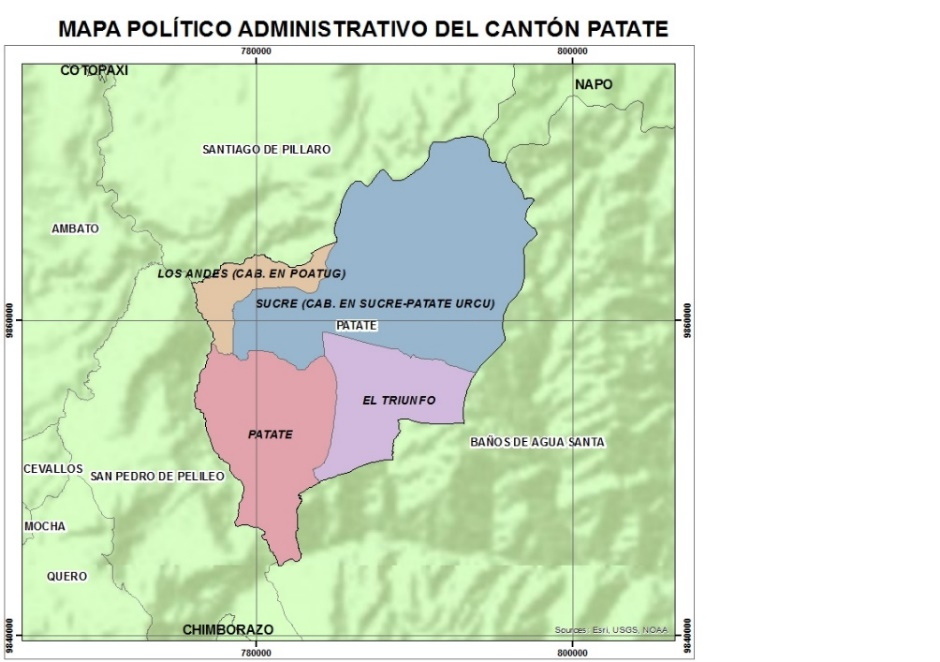 MAPA POLÍTICO ADMINISTRATIVO DEL CANTÓN PATATE
780000
800000
COTOPAXI
NAPO
SANTIAGO DE PILLARO
AMBATO
LOS ANDES (CAB. EN POATUG)
SUCRE (CAB. EN SUCRE-PATATE URCU)
9860000
9860000
PATATE
EL TRIUNFO
PATATE
BAÑOS DE AGUA SANTA
CEVALLOS
SAN PEDRO DE PELILEO
MOCHA
QUERO
CHIMBORAZO
Sources: Esri, USGS, NOAA
9840000
9840000
780000
800000